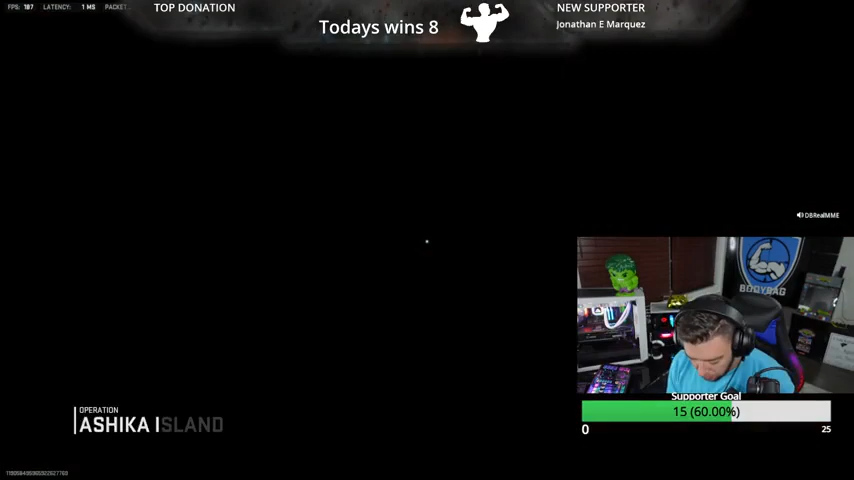 FPS: 187 LATENCY: 1 MS PACKET
TOP DONATION
Todays wins 8
NEW SUPPORTER
Jonathan E Marquez
DBRealMME
BODYBAG
Supporter Goal
15 (60.00%)
0
25
OPERATION
ASHIKA ISLAND